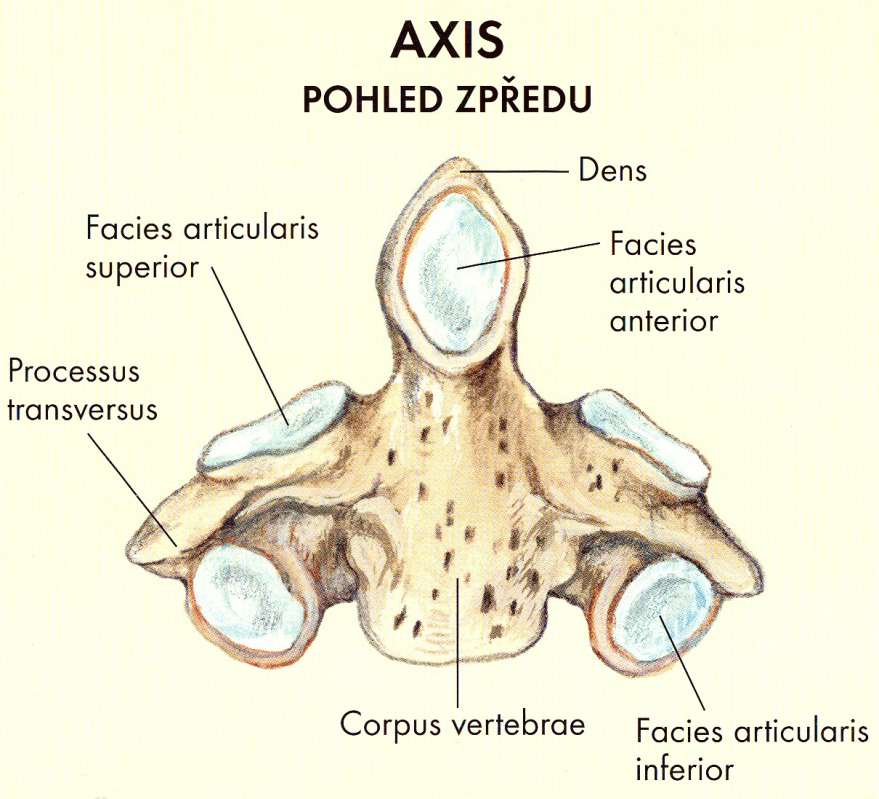 AXIS
POHLED ZPŘEDU
Dens
Facies articularis
superior
Facies
articularis
anterior
Processus
transversus
Corpus vertebrae
Facies articularis
inferior